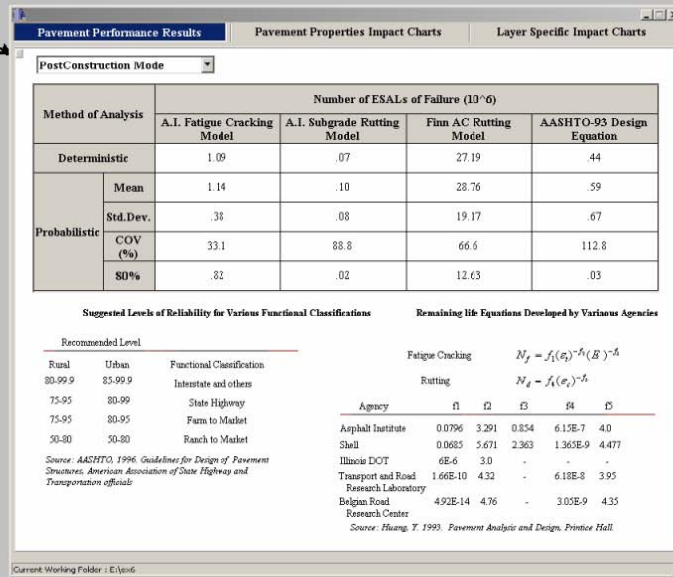 Pavement Performance Results Pavement Properties Impact Charts Layer Specific Impact Charts
PostConstruction Mode
Method of Analysis
Number of ESALs of Failure (10^6)
A.I. Fatigue Cracking Model A.I. Subgrade Rutting Model Finn AC Rutting Model AASHTO-93 Design Equation
Deterministic 1.09 .07 27.19 .44
Probabilistic
Mean 1.14 .10 28.76 .59
Std.Dev. .38 .08 19.17 .67
COV (%) 33.1 88.8 66.6 112.8
80% .82 .02 12.63 .03
Suggested Levels of Reliability for Various Functional Classifications
Recommended Level
Rural Urban Functional Classification
80-99.9 85-99.9 Interstate and others
75-95 80-99 State Highway
75-95 80-95 Farm to Market
50-80 50-80 Ranch to Market
Source: AASHTO, 1996. Guidelines for Design of Pavement
Structures, American Association of State Highway and
Transportation officials
Remaining life Equations Developed by Variaous Agencies
Fatigue Cracking N_f = f₁(ε_t)^-f₂(E)^-f₃
Rutting N_d = f₄(e_c)^-f₅
Agency f1 f2 f3 f4 f5
Asphalt Institute 0.0796 3.291 0.854 6.15E-7 4.0
Shell 0.0685 5.671 2.363 1.365E-9 4.477
Illinois DOT 6E-6 3.0 - - -
Transport and Road 1.66E-10 4.32 - 6.18E-8 3.95
Research Laboratory
Belgian Road 4.92E-14 4.76 - 3.05E-9 4.35
Research Center
Source: Huang, Y. 1993. Pavement Analysis and Design, Printice Hall.
Current Working Folder : E:\ex6